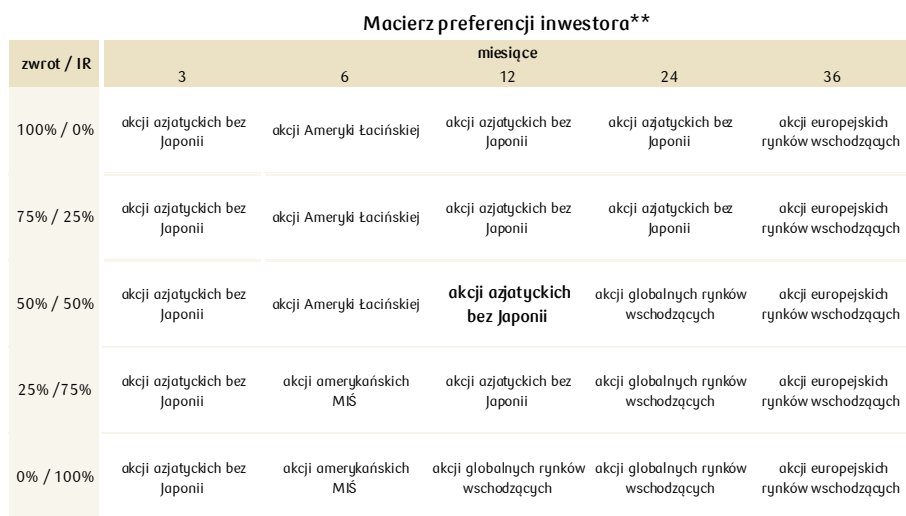 Macierz preferencji inwestora**
zwrot / IR
miesiące
3 6 12 24 36
100% / 0%
akcji azjatyckich bez
Japonii
akcji Ameryki Łacińskiej
akcji azjatyckich bez
Japonii
akcji azjatyckich bez
Japonii
akcji europejskich
rynków wschodzących
75% / 25%
akcji azjatyckich bez
Japonii
akcji Ameryki Łacińskiej
akcji azjatyckich bez
Japonii
akcji azjatyckich bez
Japonii
akcji europejskich
rynków wschodzących
50% / 50%
akcji azjatyckich bez
Japonii
akcji Ameryki Łacińskiej
akcji azjatyckich
bez Japonii
akcji globalnych rynków
wschodzących
akcji europejskich
rynków wschodzących
25% /75%
akcji azjatyckich bez
Japonii
akcji amerykańskich
MIŚ
akcji azjatyckich bez
Japonii
akcji globalnych rynków
wschodzących
akcji europejskich
rynków wschodzących
0% / 100%
akcji azjatyckich bez
Japonii
akcji amerykańskich
MIŚ
akcji globalnych rynków
wschodzących
akcji globalnych rynków
wschodzących
akcji europejskich
rynków wschodzących